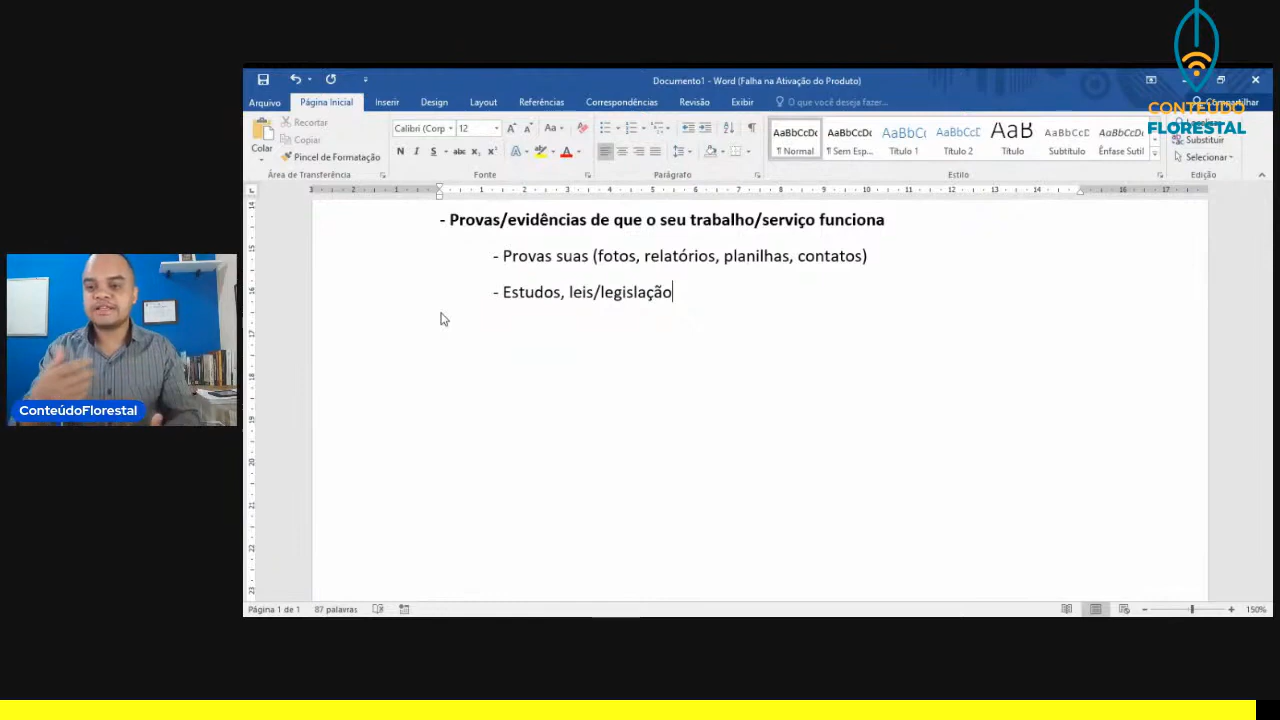 CONTEÚDO
FLORESTAL
Documento1 - Word (Falha na Ativação do Produto)
Arquivo Página Inicial Inserir Design Layout Referências Correspondências Revisão Exibir O que você deseja fazer... Compartilhar
Colar
Recortar
Copiar
Pincel de Formatação
Área de Transferência
Calibri (Corp 12
Fonte
Parágrafo
AaBbCcDc AaBbCcDc AaBbCc AaBbCcC AaB AaBbCcC AaBbCcDc
¶ Normal ¶ Sem Esp... Título 1 Título 2 Título Subtítulo Ênfase Sutil
Estilo
Substituir
Selecionar
Edição
- Provas/evidências de que o seu trabalho/serviço funciona
- Provas suas (fotos, relatórios, planilhas, contatos)
- Estudos, leis/legislação
ConteúdoFlorestal
Página 1 de 1 87 palavras 150%